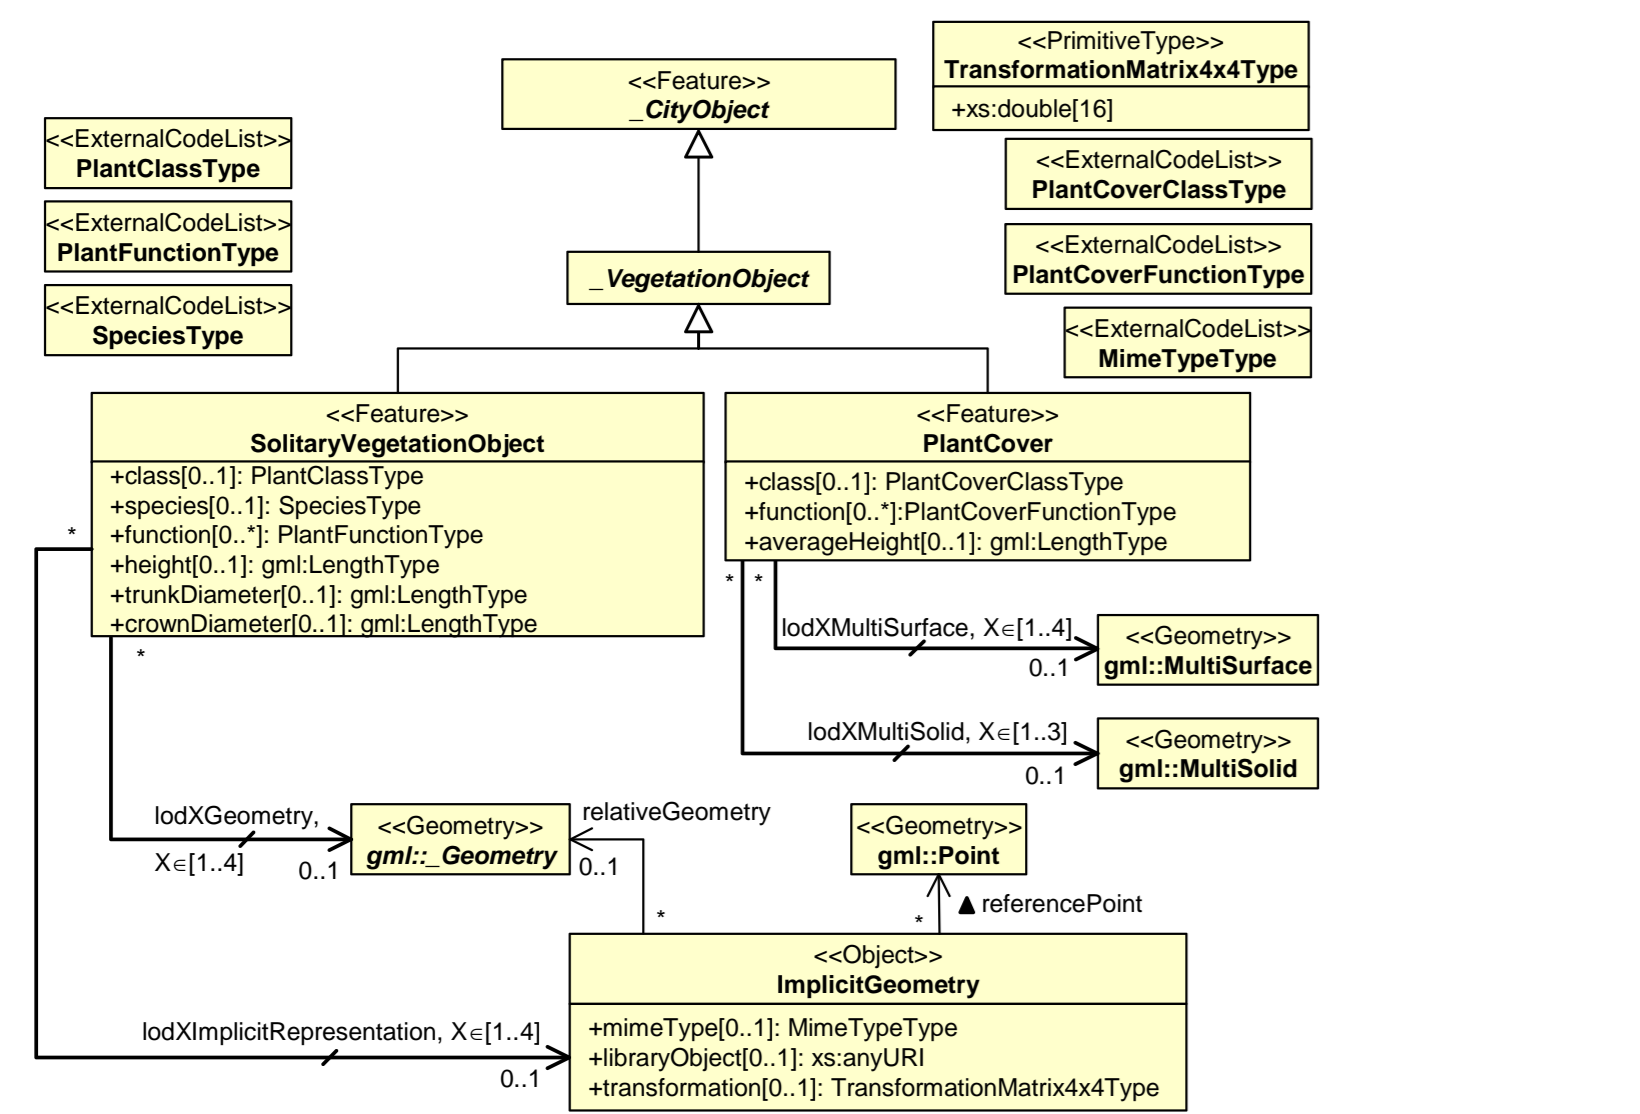 <<PrimitiveType>>
TransformationMatrix4x4Type
+xs:double[16]
<<Feature>>
_CityObject
<<ExternalCodeList>>
PlantClassType
<<ExternalCodeList>>
PlantFunctionType
<<ExternalCodeList>>
SpeciesType
<<ExternalCodeList>>
PlantCoverClassType
<<ExternalCodeList>>
PlantCoverFunctionType
<<ExternalCodeList>>
MimeTypeType
_VegetationObject
<<Feature>>
SolitaryVegetationObject
+class[0..1]: PlantClassType
+species[0..1]: SpeciesType
+function[0..*]: PlantFunctionType
+height[0..1]: gml:LengthType
+trunkDiameter[0..1]: gml:LengthType
+crownDiameter[0..1]: gml:LengthType
<<Feature>>
PlantCover
+class[0..1]: PlantCoverClassType
+function[0..*]:PlantCoverFunctionType
+averageHeight[0..1]: gml:LengthType
*
*
* *
lodXMultiSurface, X∈[1..4]
0..1
<<Geometry>>
gml::MultiSurface
lodXMultiSolid, X∈[1..3]
0..1
<<Geometry>>
gml::MultiSolid
lodXGeometry,
X∈[1..4]
0..1
<<Geometry>>
gml::_Geometry
relativeGeometry
0..1
*
<<Geometry>>
gml::Point
▲ referencePoint
*
<<Object>>
ImplicitGeometry
+mimeType[0..1]: MimeTypeType
+libraryObject[0..1]: xs:anyURI
+transformation[0..1]: TransformationMatrix4x4Type
lodXImplicitRepresentation, X∈[1..4]
0..1